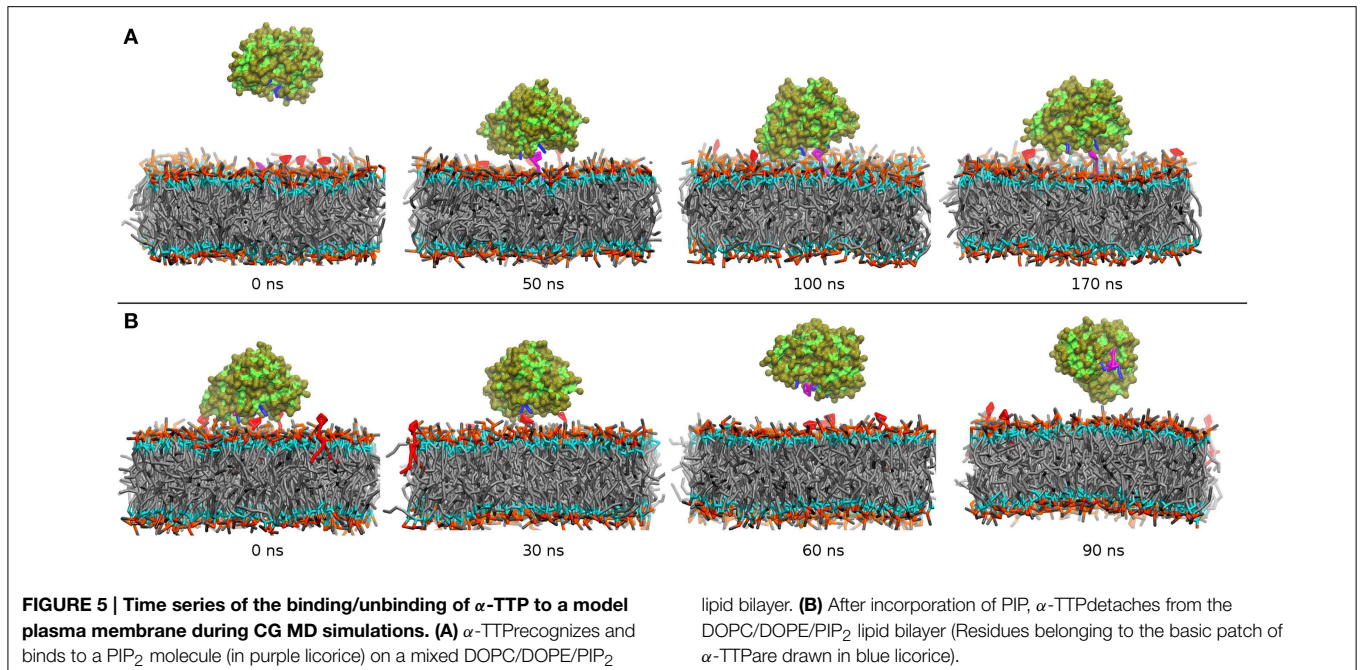 A
0 ns
50 ns
100 ns
170 ns
B
0 ns
30 ns
60 ns
90 ns
FIGURE 5 | Time series of the binding/unbinding of α-TTP to a model
plasma membrane during CG MD simulations. (A) α-TTPrecognizes and
binds to a PIP₂ molecule (in purple licorice) on a mixed DOPC/DOPE/PIP₂
lipid bilayer. (B) After incorporation of PIP, α-TTPdetaches from the
DOPC/DOPE/PIP₂ lipid bilayer (Residues belonging to the basic patch of
α-TTPare drawn in blue licorice).